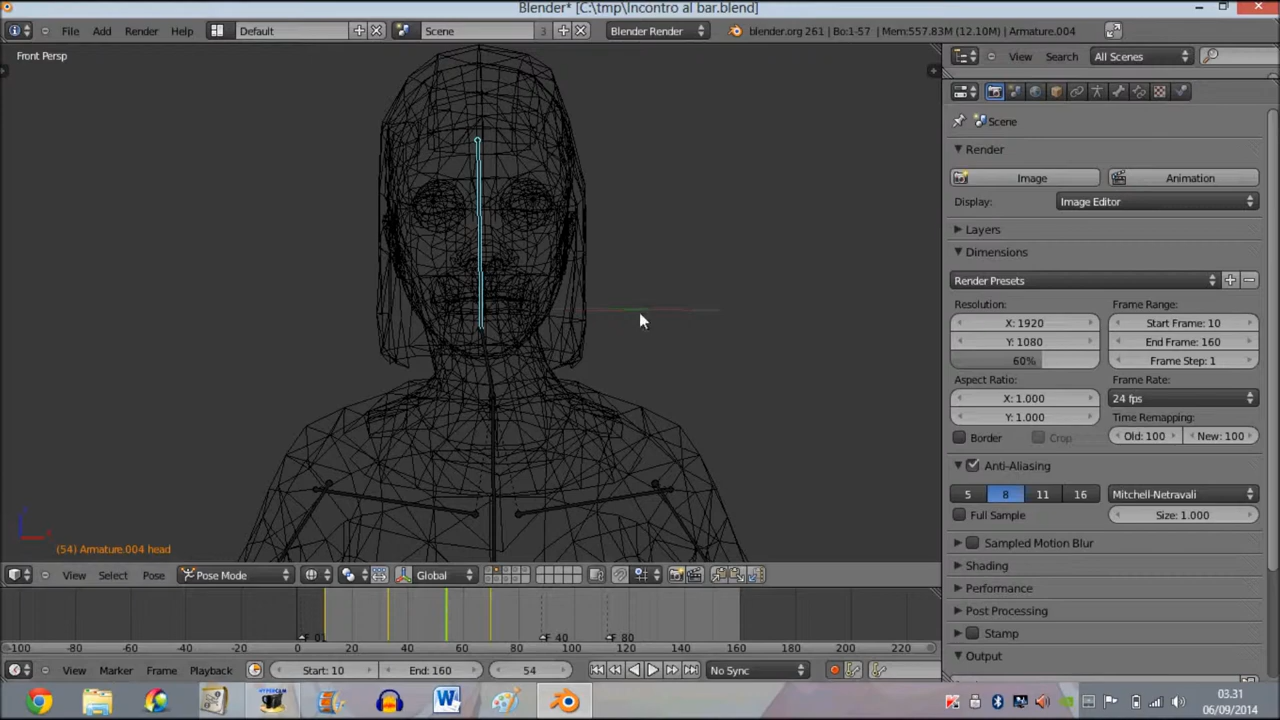 Blender* [C:\tmp\Incontro al bar.blend]
File Add Render Help Default Scene 3 Blender Render blender.org 261 | Bo:1-57 | Mem:557.83M (12.10M) | Armature.004
View Search All Scenes
Front Persp
Scene
Render
Image Animation
Display: Image Editor
Layers
Dimensions
Render Presets
Resolution: Frame Range:
X: 1920 Start Frame: 10
Y: 1080 End Frame: 160
60% Frame Step: 1
Aspect Ratio: Frame Rate:
X: 1.000 24 fps
Y: 1.000 Time Remapping:
Border Crop Old: 100 New: 100
Anti-Aliasing
5 8 11 16 Mitchell-Netravali
Full Sample Size: 1.000
Sampled Motion Blur
Shading
Performance
Post Processing
Stamp
Output
(54) Armature.004 head
View Select Pose Pose Mode Global
F_01 F_40 F_80
-100 -80 -60 -40 -20 0 20 40 60 80 100 120 140 160 180 200 220
View Marker Frame Playback Start: 10 End: 160 54 No Sync
W
03.31
06/09/2014